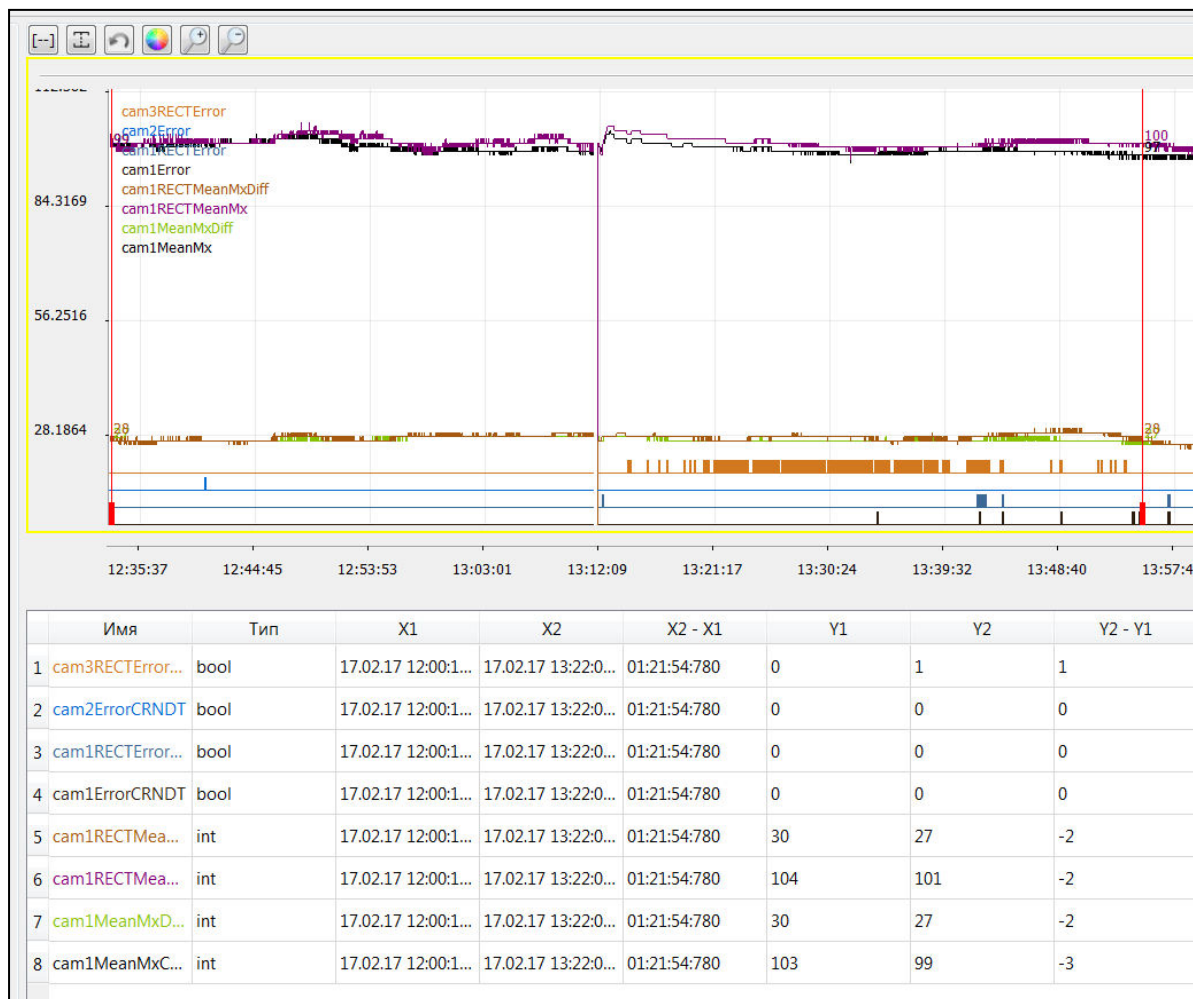 [--]
cam3RECTError
cam2Error
cam1RECTError
cam1Error
cam1RECTMeanMxDiff
cam1RECTMeanMx
cam1MeanMxDiff
cam1MeanMx
99
100
97
84.3169
56.2516
28.1864
28
28
12:35:37 12:44:45 12:53:53 13:03:01 13:12:09 13:21:17 13:30:24 13:39:32 13:48:40 13:57:4
Имя Тип X1 X2 X2 - X1 Y1 Y2 Y2 - Y1
1 cam3RECTError... bool 17.02.17 12:00:1... 17.02.17 13:22:0... 01:21:54:780 0 1 1
2 cam2ErrorCRNDT bool 17.02.17 12:00:1... 17.02.17 13:22:0... 01:21:54:780 0 0 0
3 cam1RECTError... bool 17.02.17 12:00:1... 17.02.17 13:22:0... 01:21:54:780 0 0 0
4 cam1ErrorCRNDT bool 17.02.17 12:00:1... 17.02.17 13:22:0... 01:21:54:780 0 0 0
5 cam1RECTMea... int 17.02.17 12:00:1... 17.02.17 13:22:0... 01:21:54:780 30 27 -2
6 cam1RECTMea... int 17.02.17 12:00:1... 17.02.17 13:22:0... 01:21:54:780 104 101 -2
7 cam1MeanMxD... int 17.02.17 12:00:1... 17.02.17 13:22:0... 01:21:54:780 30 27 -2
8 cam1MeanMxC... int 17.02.17 12:00:1... 17.02.17 13:22:0... 01:21:54:780 103 99 -3